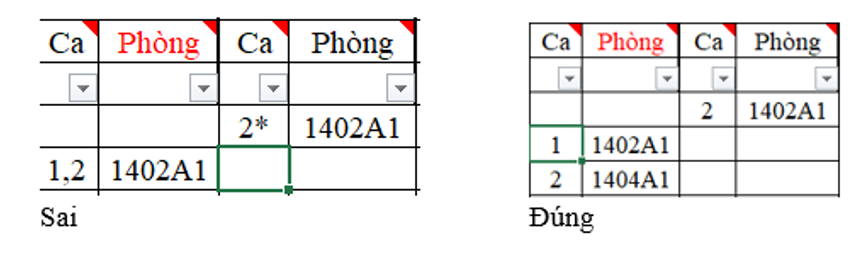 Ca Phòng Ca Phòng
2* 1402A1
1,2 1402A1
Sai
Ca Phòng Ca Phòng
2 1402A1
1 1402A1
2 1404A1
Đúng